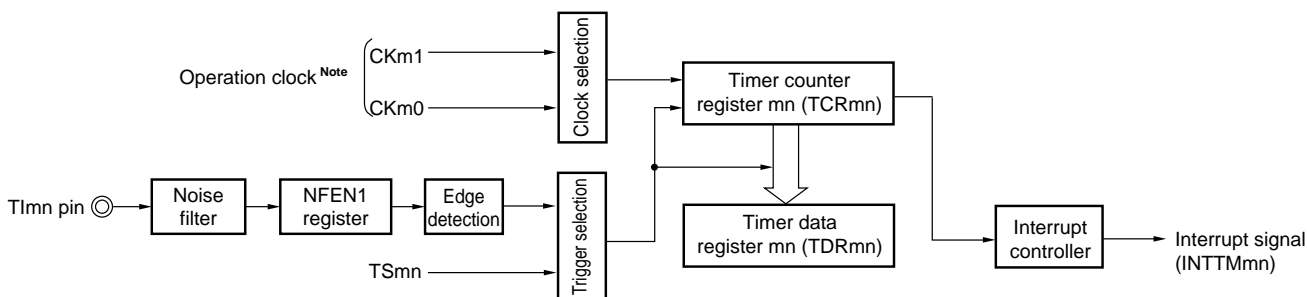 CKm1
Operation clock Note
CKm0
Clock selection
Timer counter
register mn (TCRmn)
TImn pin
Noise
filter
NFEN1
register
Edge
detection
TSmn
Trigger selection
Timer data
register mn (TDRmn)
Interrupt
controller
Interrupt signal
(INTTMmn)